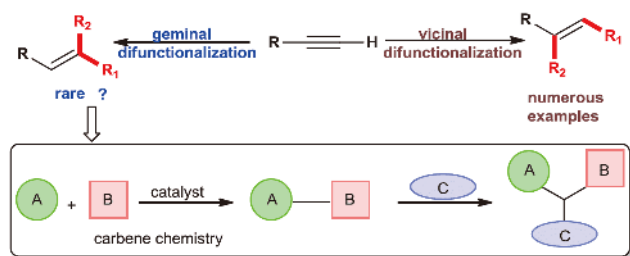 R
R₂
R₁
geminal
difunctionalization
R
H
vicinal
difunctionalization
R
R₁
R₂
rare ?
numerous
examples
A
+
B
catalyst
A
B
C
A
B
C
carbene chemistry